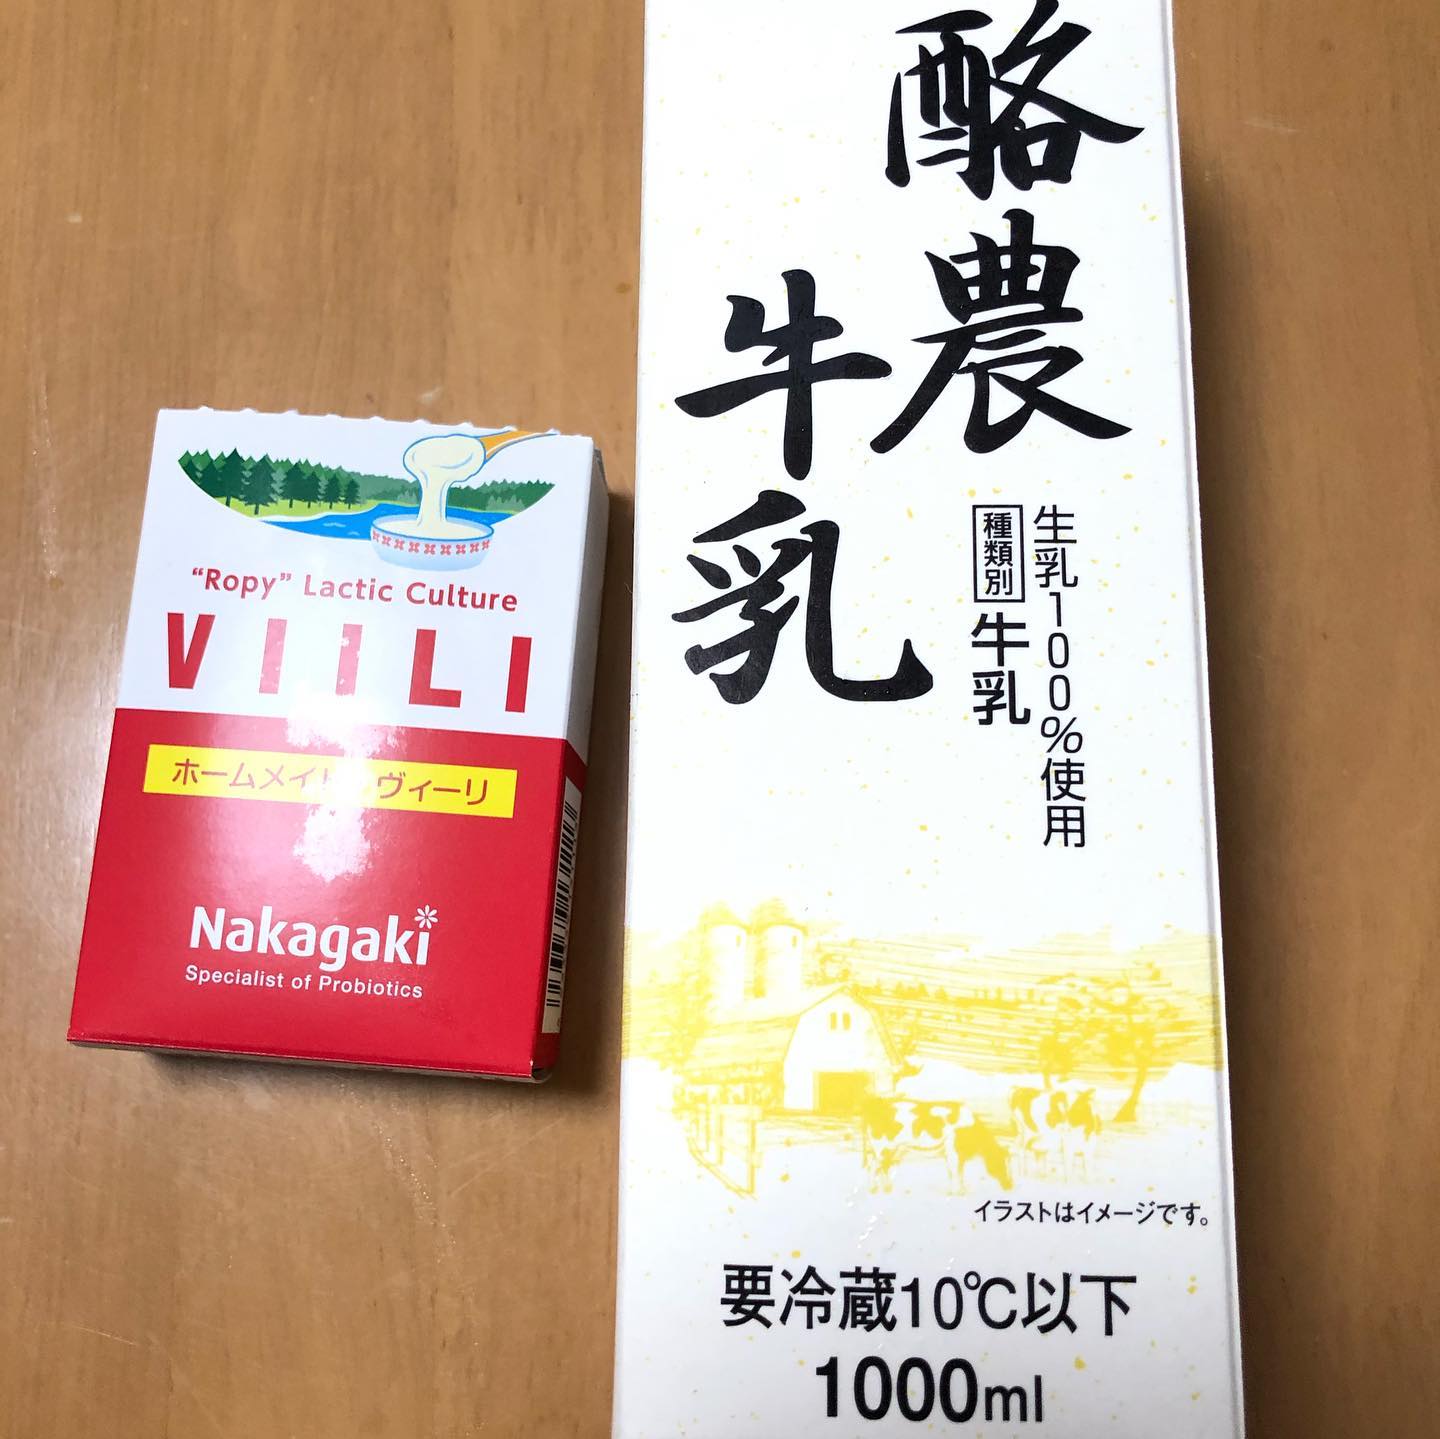 "Ropy" Lactic Culture
VIILI
ホームメイド ヴィーリ
Nakagaki
Specialist of Probiotics
酪農
牛乳
生乳100%使用
種類別 牛乳
イラストはイメージです。
要冷蔵10℃以下
1000ml